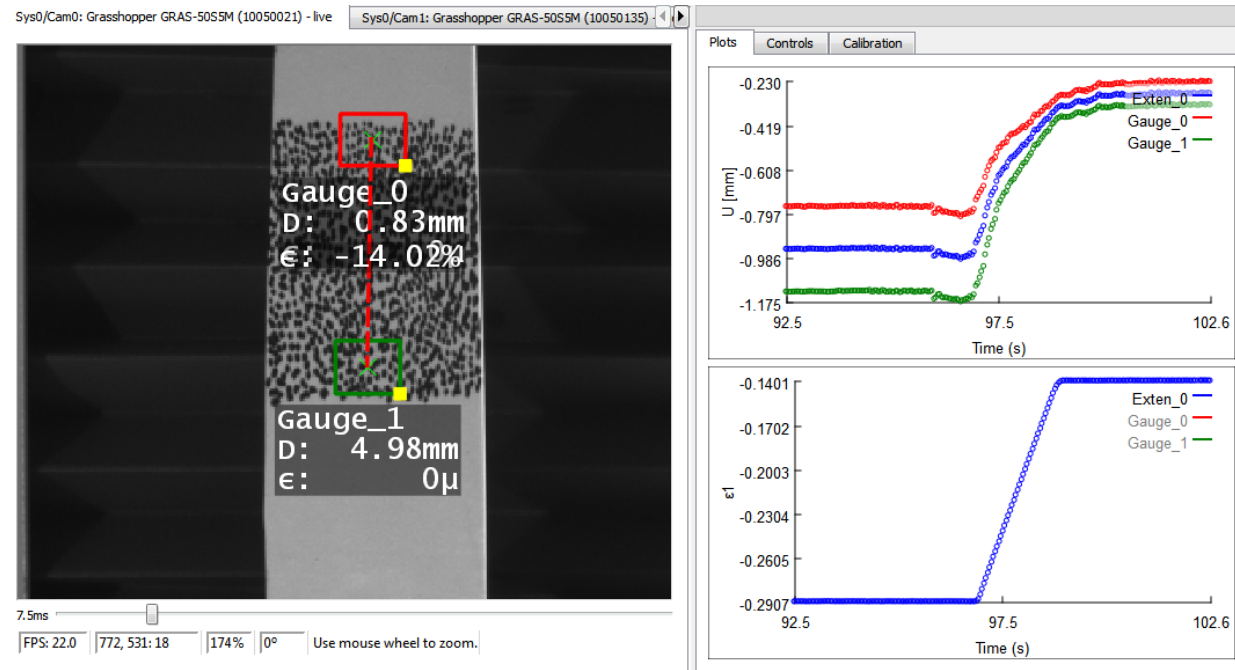 Sys0/Cam0: Grasshopper GRAS-50S5M (10050021) - live
Sys0/Cam1: Grasshopper GRAS-50S5M (10050135) -
Gauge_0
D: 0.83mm
ϵ: -14.02%
Gauge_1
D: 4.98mm
ϵ: 0µ
7.5ms
FPS: 22.0
772, 531: 18
174%
0°
Use mouse wheel to zoom.
Plots
Controls
Calibration
U [mm]
-0.230
-0.419
-0.608
-0.797
-0.986
-1.175
92.5
97.5
102.6
Time (s)
Exten_0
Gauge_0
Gauge_1
ε1
-0.1401
-0.1702
-0.2003
-0.2304
-0.2605
-0.2907
92.5
97.5
102.6
Time (s)
Exten_0
Gauge_0
Gauge_1